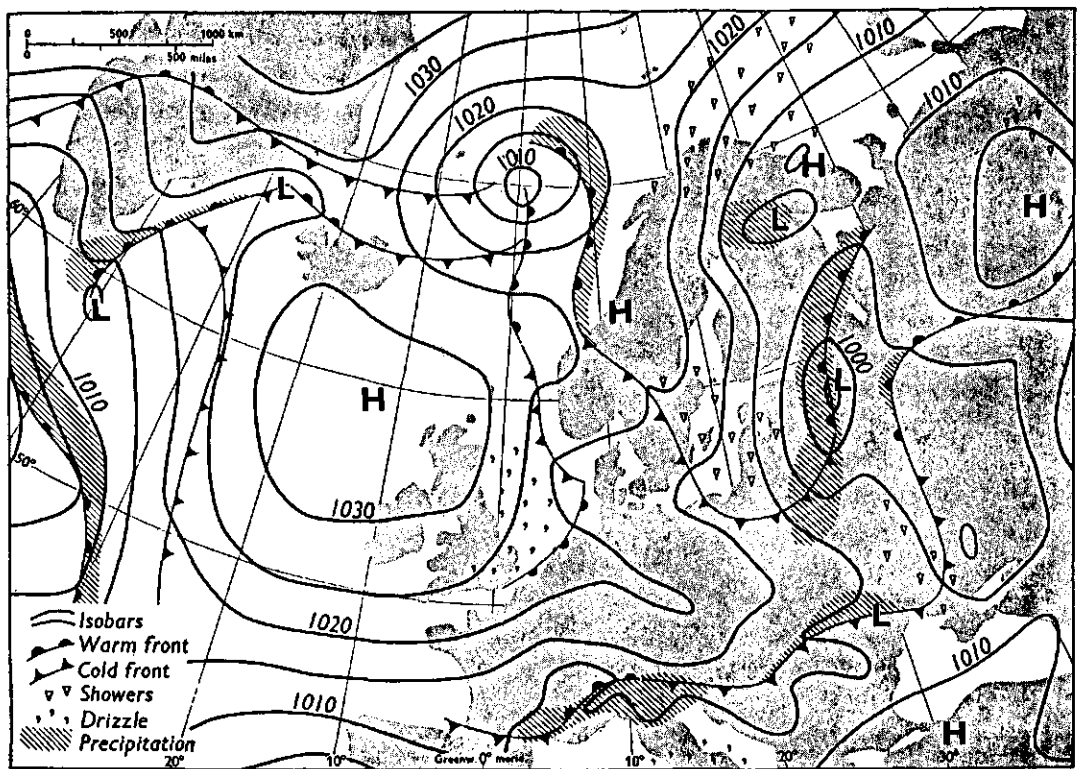 0 500 1000 km
0 500 miles
1020
1010
1030
1020
1010
H
1010
L
L
H
H
L
1010
H
1000
L
H
50°
1030
Isobars
Warm front
Cold front
Showers
Drizzle
Precipitation
1020
L
1010
1010
H
20°
10°
Greenw. 0° merid.
10°
20°
30°